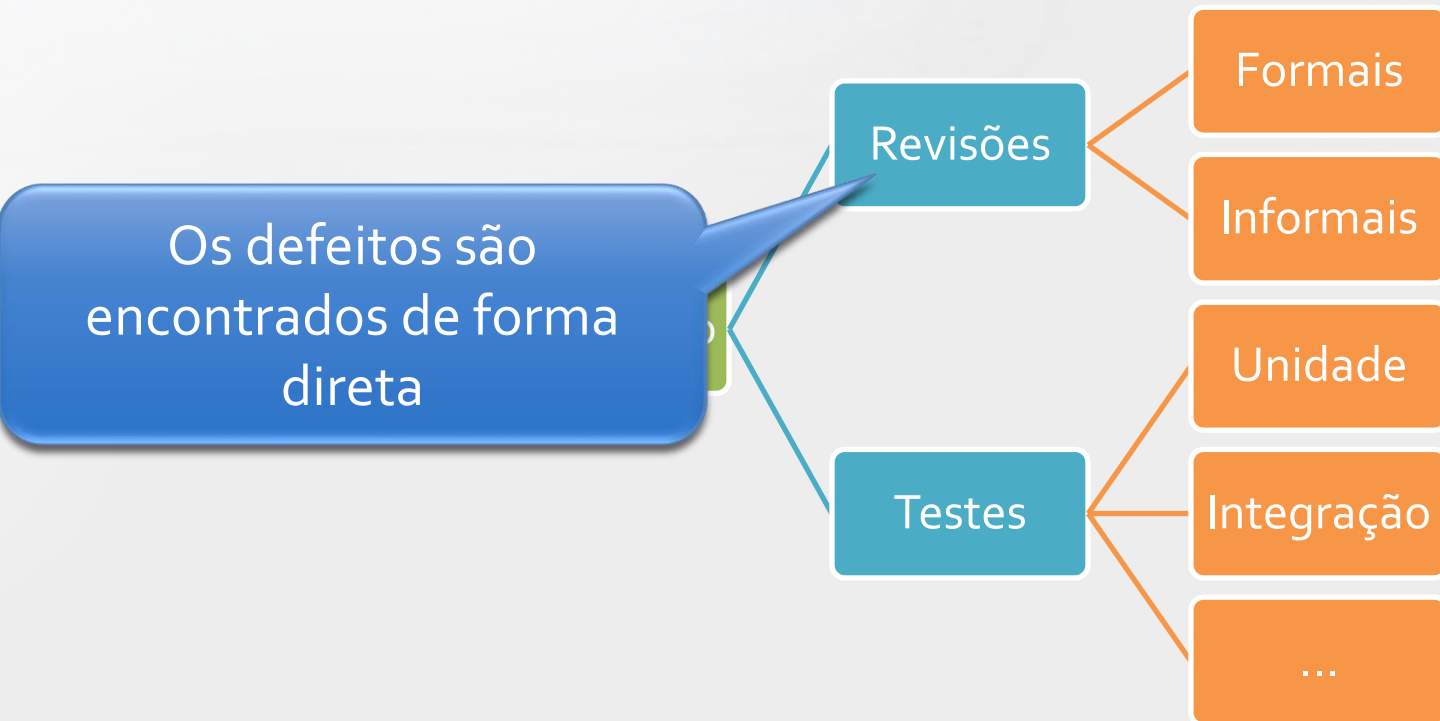 Formais
Revisões
Informais
Os defeitos são
encontrados de forma
direta
Unidade
Testes
Integração
...